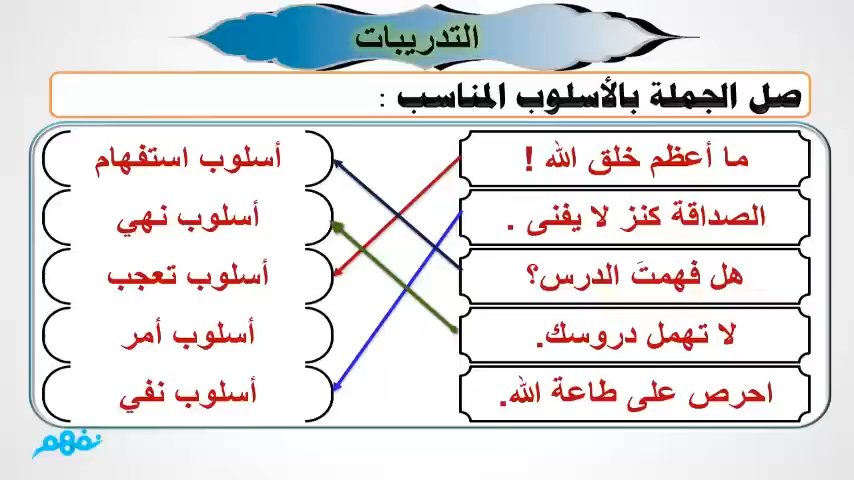 التدريبات
صل الجملة بالأسلوب المناسب :
ما أعظم خلق الله !
أسلوب استفهام
الصداقة كنز لا يفنى .
أسلوب نهي
هل فهمتَ الدرس؟
أسلوب تعجب
لا تهمل دروسك.
أسلوب أمر
احرص على طاعة الله.
أسلوب نفي
نفهم